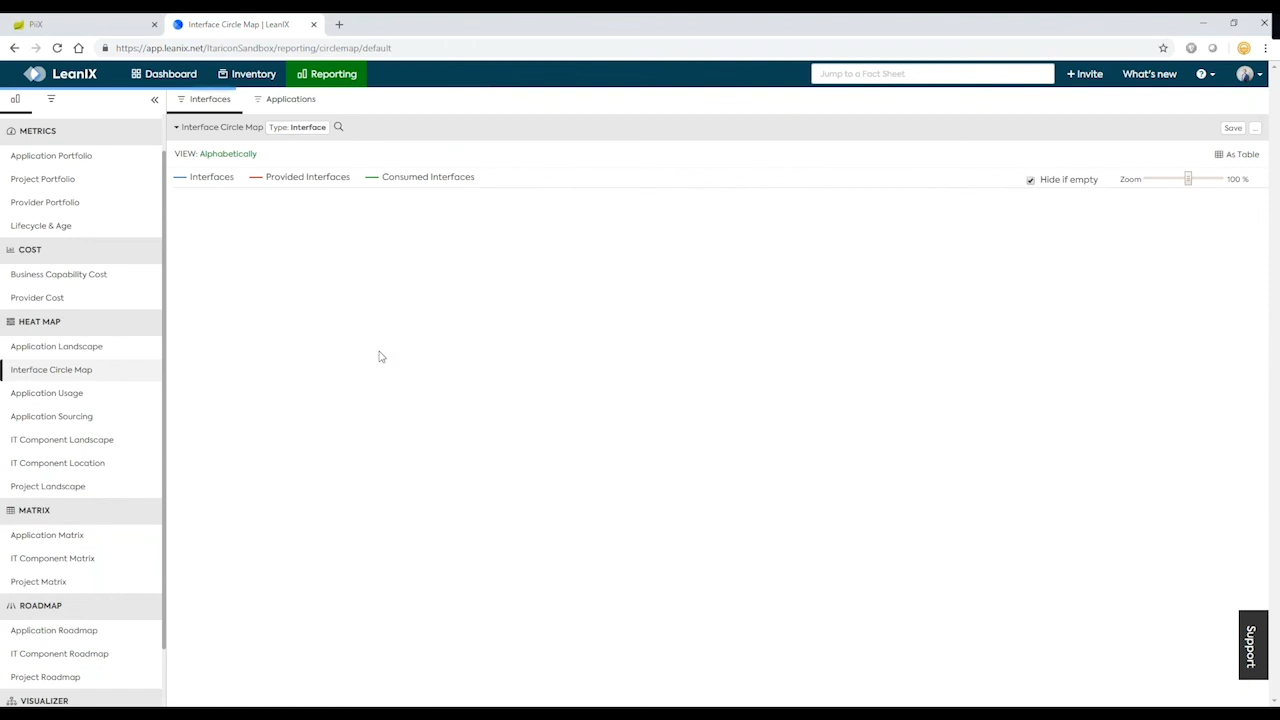 PiiX
Interface Circle Map | LeanIX
https://app.leanix.net/ItariconSandbox/reporting/circlemap/default
LeanIX
Dashboard
Inventory
Reporting
Jump to a Fact Sheet
+ Invite
What's new
Interfaces
Applications
METRICS
Application Portfolio
Project Portfolio
Provider Portfolio
Lifecycle & Age
COST
Business Capability Cost
Provider Cost
HEAT MAP
Application Landscape
Interface Circle Map
Application Usage
Application Sourcing
IT Component Landscape
IT Component Location
Project Landscape
MATRIX
Application Matrix
IT Component Matrix
Project Matrix
ROADMAP
Application Roadmap
IT Component Roadmap
Project Roadmap
VISUALIZER
Interface Circle Map
Type: Interface
Save
...
VIEW: Alphabetically
As Table
Interfaces
Provided Interfaces
Consumed Interfaces
Hide if empty
Zoom
100 %
Support